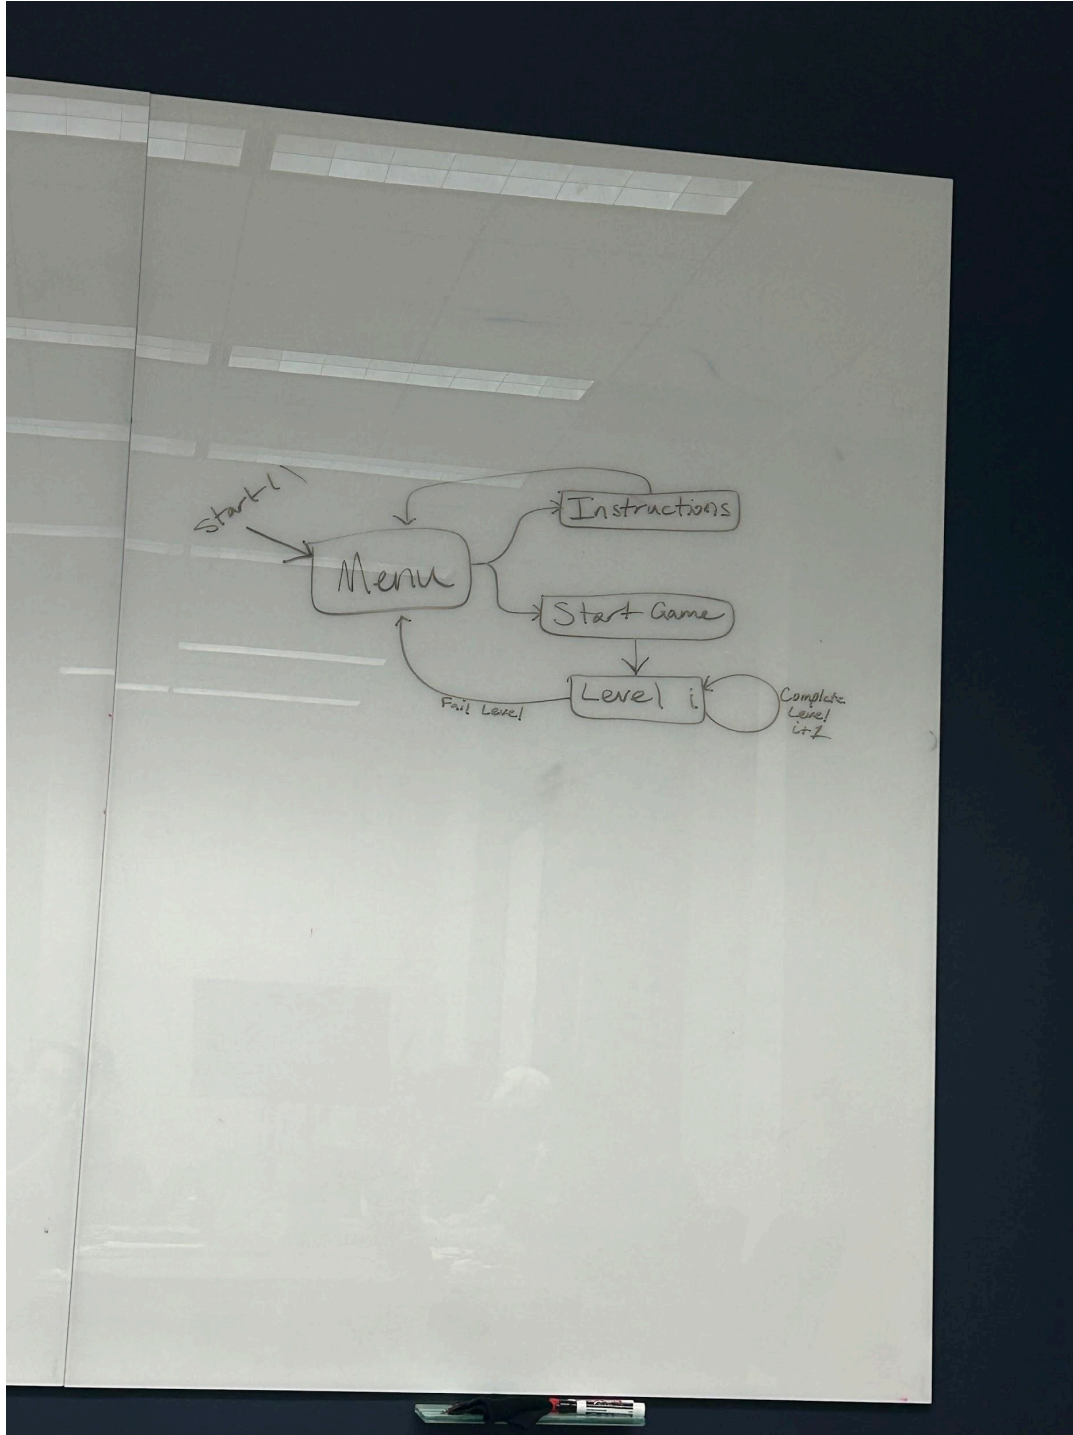 Start
Instructions
Menu
Start Game
Level i
Fail Level
Complete
Level
i+1